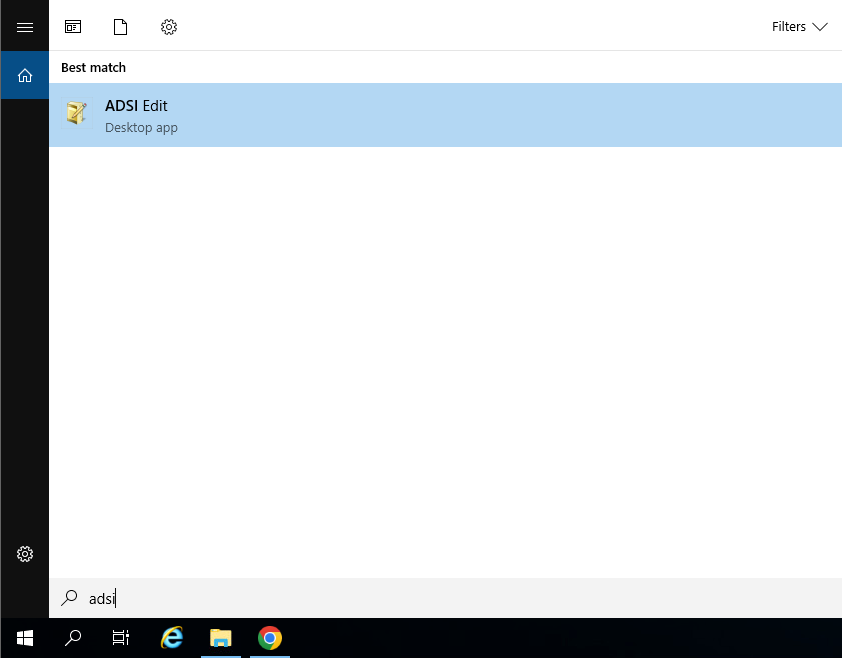 Filters
Best match
ADSI Edit
Desktop app
adsi